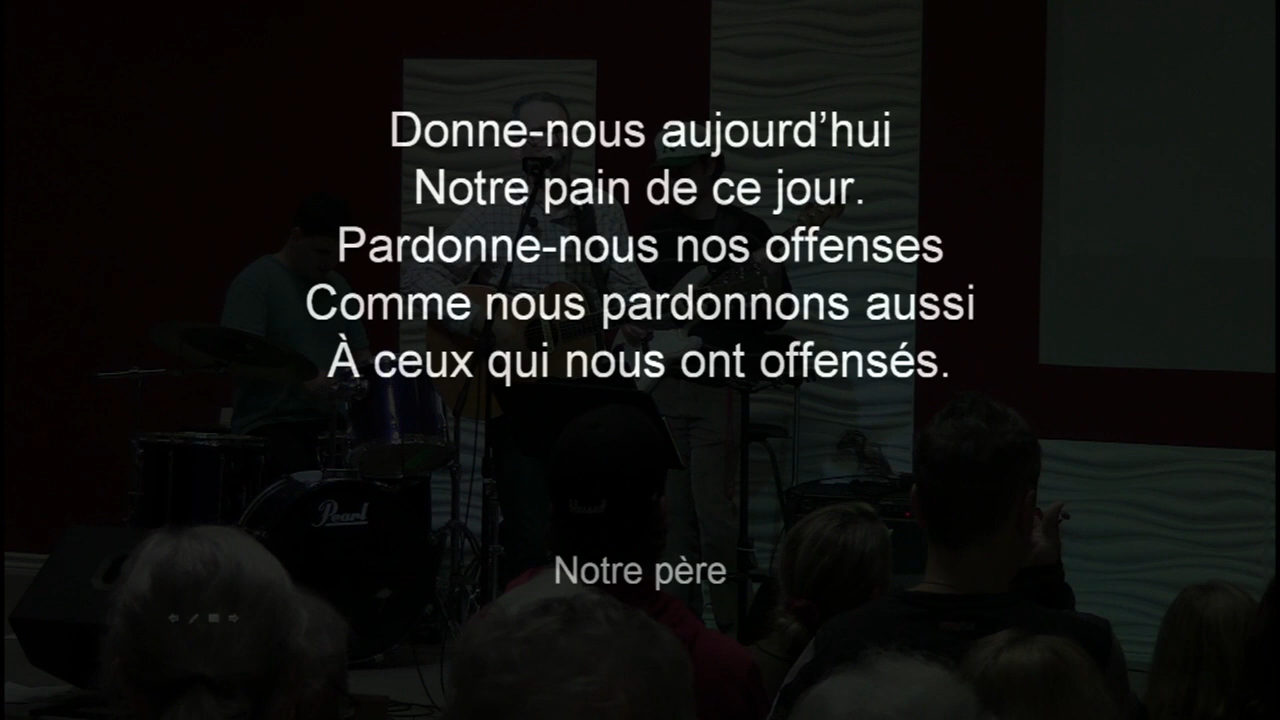 Donne-nous aujourd’hui
Notre pain de ce jour.
Pardonne-nous nos offenses
Comme nous pardonnons aussi
À ceux qui nous ont offensés.
Pearl
Notre père